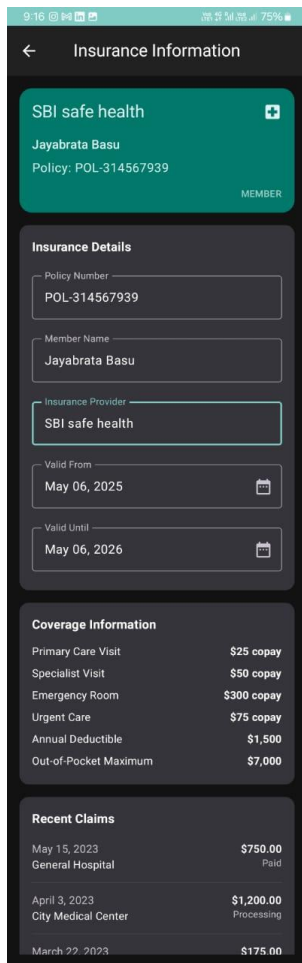 9:16 75%
Insurance Information
SBI safe health
Jayabrata Basu
Policy: POL-314567939
MEMBER
Insurance Details
Policy Number
POL-314567939
Member Name
Jayabrata Basu
Insurance Provider
SBI safe health
Valid From
May 06, 2025
Valid Until
May 06, 2026
Coverage Information
Primary Care Visit $25 copay
Specialist Visit $50 copay
Emergency Room $300 copay
Urgent Care $75 copay
Annual Deductible $1,500
Out-of-Pocket Maximum $7,000
Recent Claims
May 15, 2023 $750.00
General Hospital Paid
April 3, 2023 $1,200.00
City Medical Center Processing
March 22, 2023 $175.00